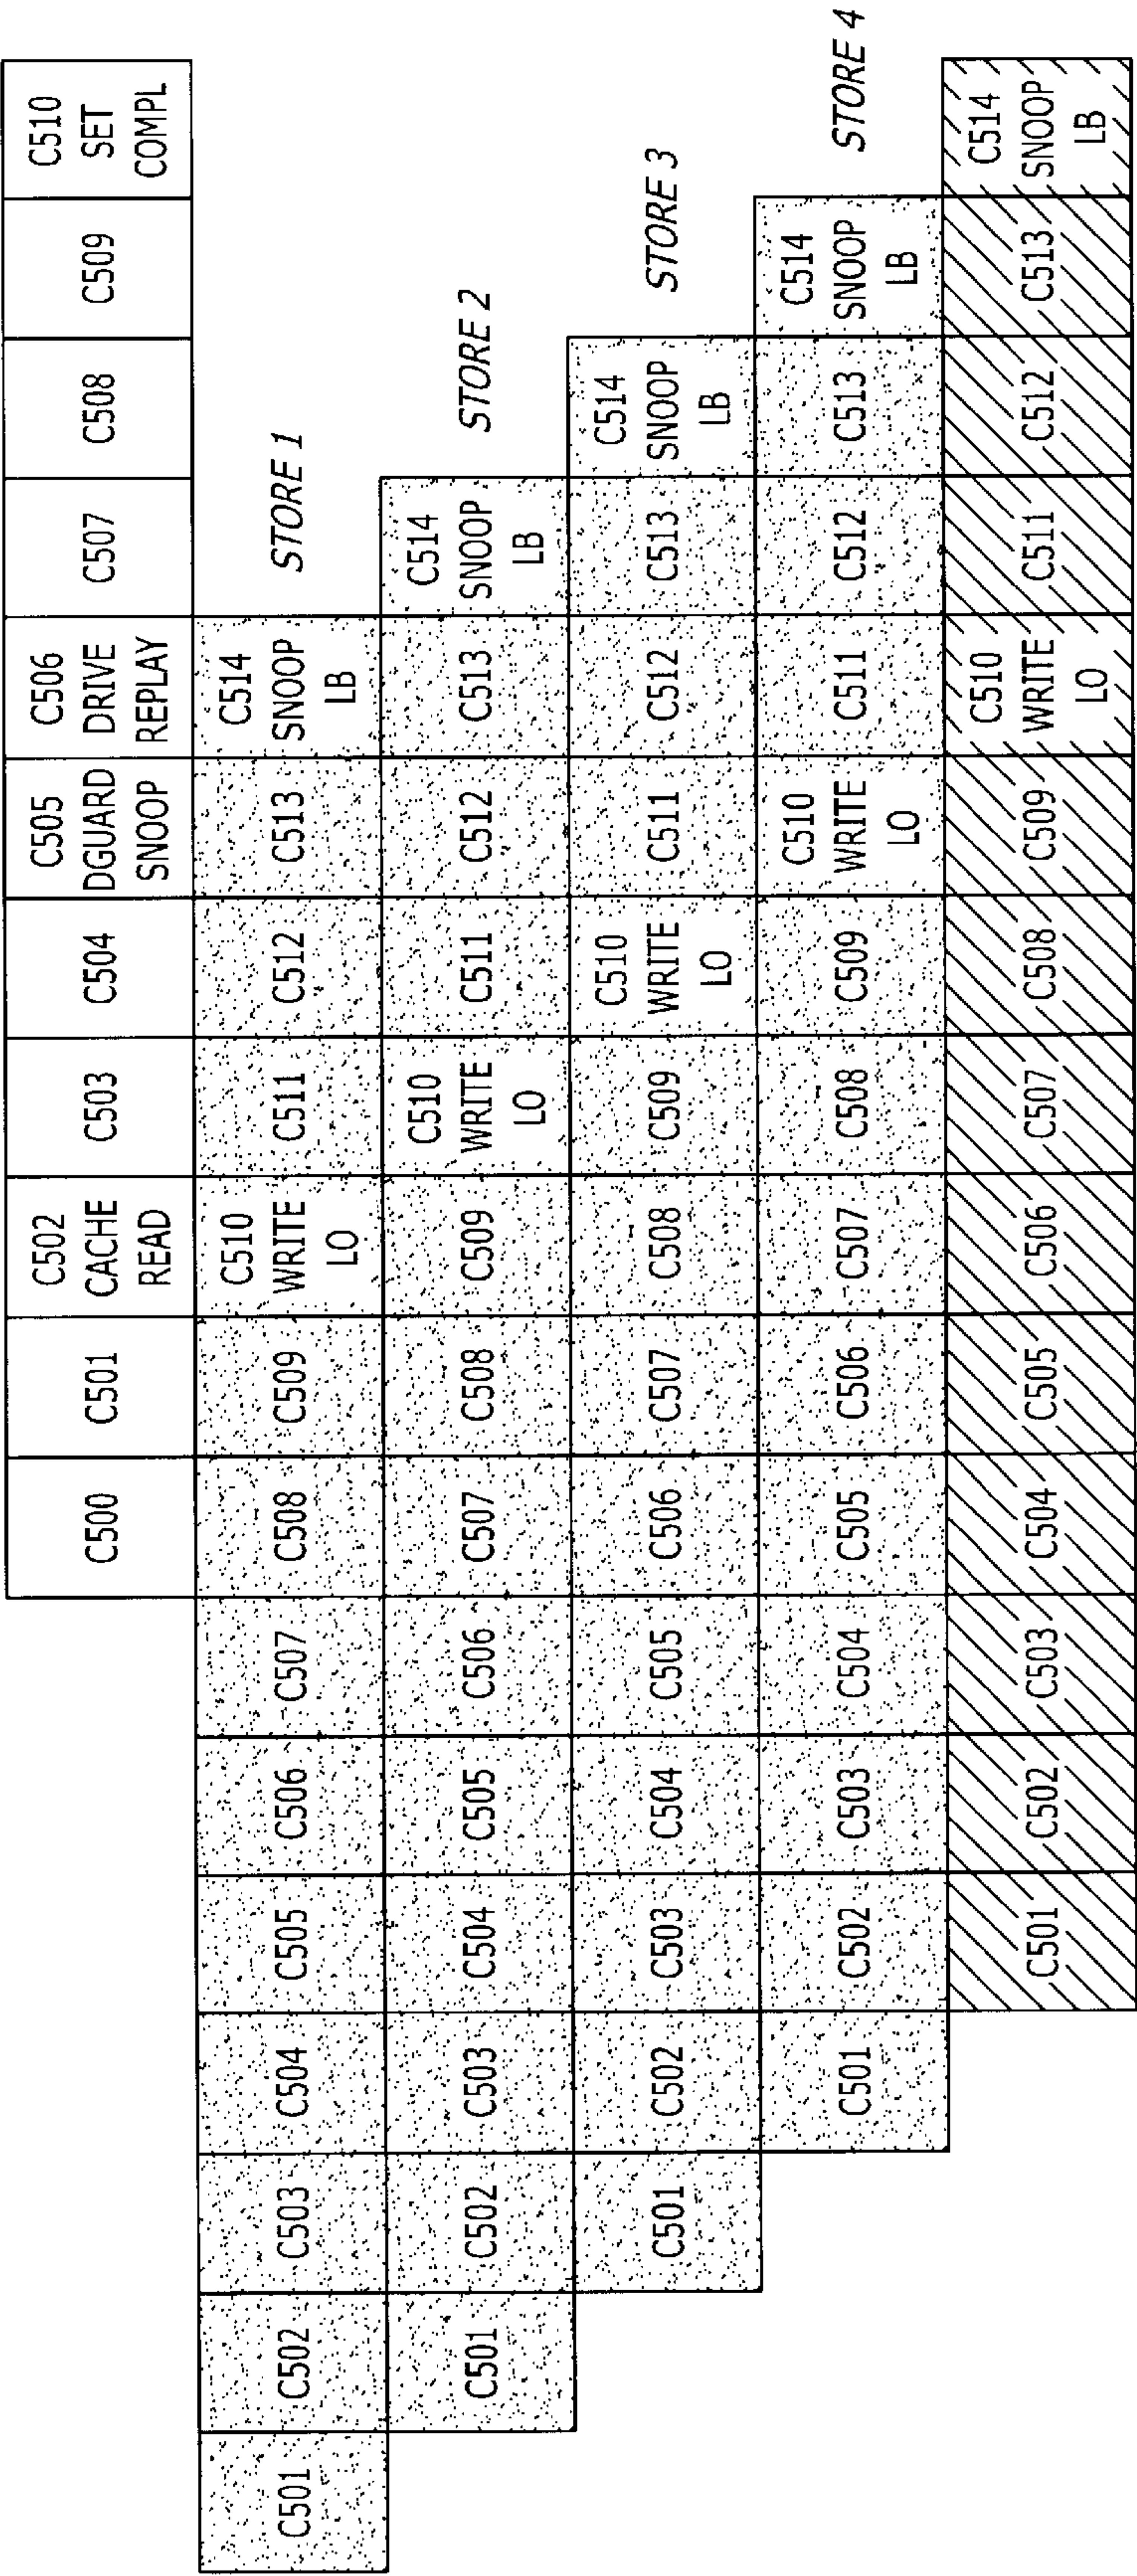 C500
C501
C502
CACHE
READ
C503
C504
C505
DGUARD
SNOOP
C506
DRIVE
REPLAY
C507
C508
C509
C510
SET
COMPL
C501
C502
C503
C504
C505
C506
C507
C508
C509
C510
WRITE
LO
C511
C512
C513
C514
SNOOP
LB
STORE 1
C501
C502
C503
C504
C505
C506
C507
C508
C509
C510
WRITE
LO
C511
C512
C513
C514
SNOOP
LB
STORE 2
C501
C502
C503
C504
C505
C506
C507
C508
C509
C510
WRITE
LO
C511
C512
C513
C514
SNOOP
LB
STORE 3
C501
C502
C503
C504
C505
C506
C507
C508
C509
C510
WRITE
LO
C511
C512
C513
C514
SNOOP
LB
STORE 4
C501
C502
C503
C504
C505
C506
C507
C508
C509
C510
WRITE
LO
C511
C512
C513
C514
SNOOP
LB